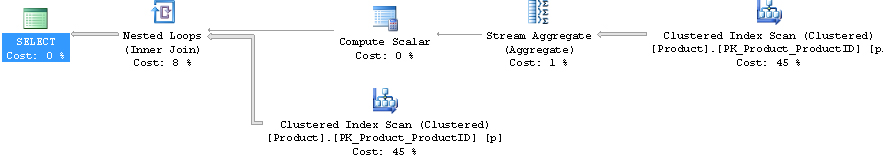 SELECT
Cost: 0 %
Nested Loops
(Inner Join)
Cost: 8 %
Compute Scalar
Cost: 0 %
Stream Aggregate
(Aggregate)
Cost: 1 %
Clustered Index Scan (Clustered)
[Product].[PK_Product_ProductID] [p]
Cost: 45 %
Clustered Index Scan (Clustered)
[Product].[PK_Product_ProductID] [p]
Cost: 45 %